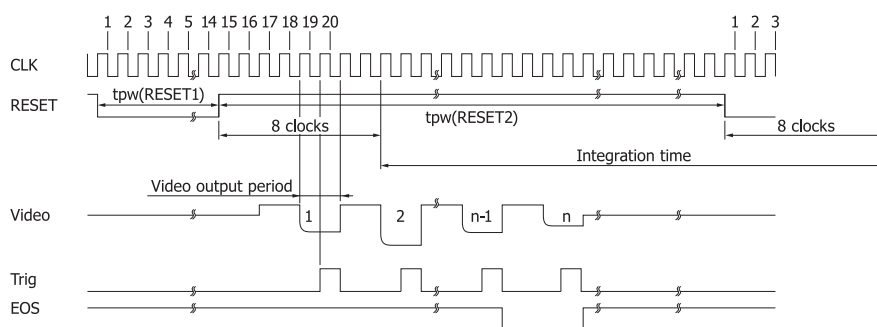 1 2 3 4 5 14 15 16 17 18 19 20 1 2 3
CLK
tpw(RESET1)
RESET
tpw(RESET2)
8 clocks
8 clocks
Integration time
Video output period
Video
1 2 n-1 n
Trig
EOS